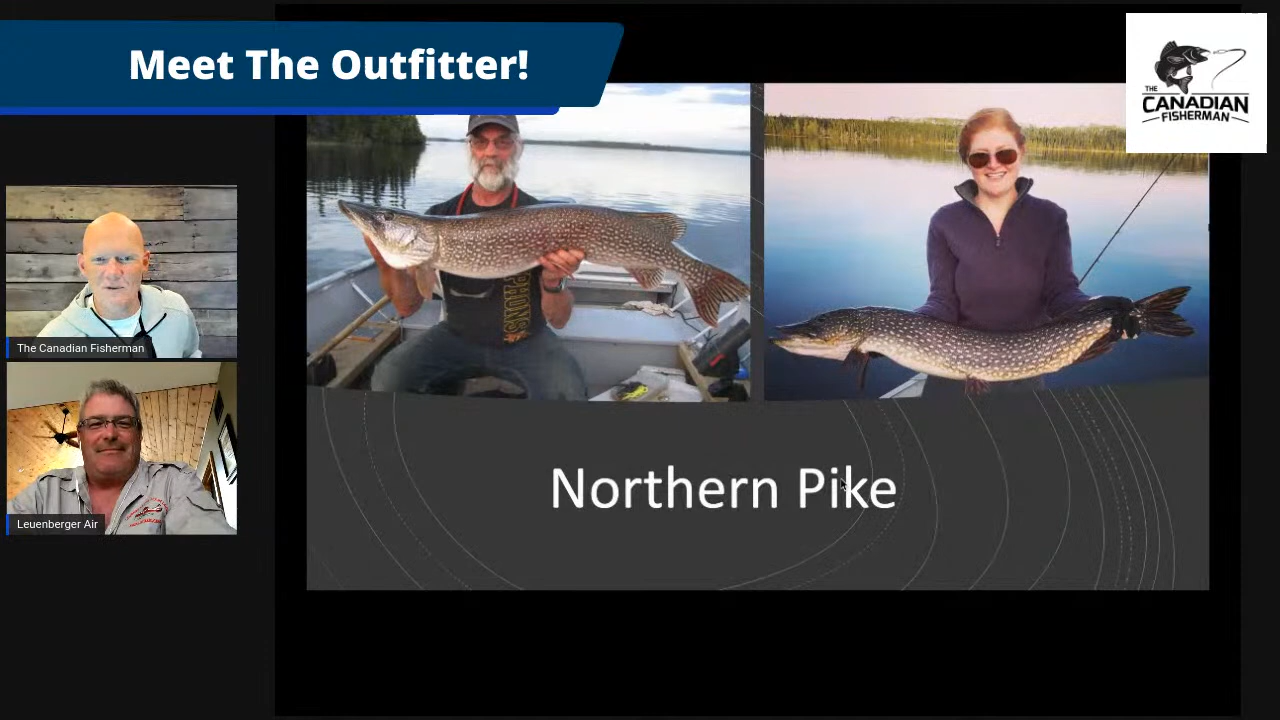 Meet The Outfitter!
THE
CANADIAN
FISHERMAN
The Canadian Fisherman
Leuenberger Air
Northern Pike